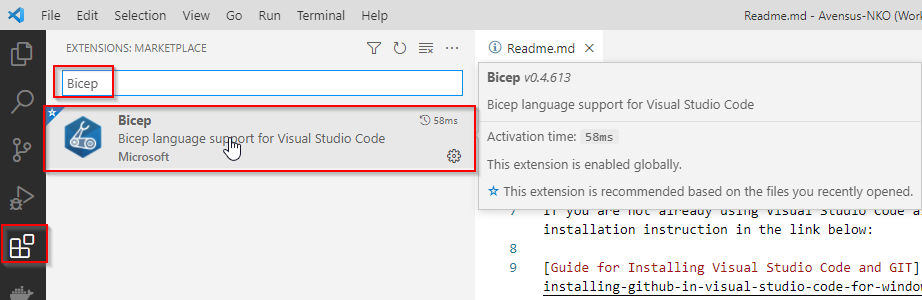 File Edit Selection View Go Run Terminal Help Readme.md - Avensus-NKO (Work
EXTENSIONS: MARKETPLACE
Bicep
Bicep
58ms
Bicep language support for Visual Studio Code
Microsoft
Readme.md
Bicep v0.4.613
Bicep language support for Visual Studio Code
Activation time: 58ms
This extension is enabled globally.
This extension is recommended based on the files you recently opened.
7 If you are not already using Visual Studio Code a
installation instruction in the link below:
8
9 [Guide for Installing Visual Studio Code and GIT]
installing-github-in-visual-studio-code-for-window